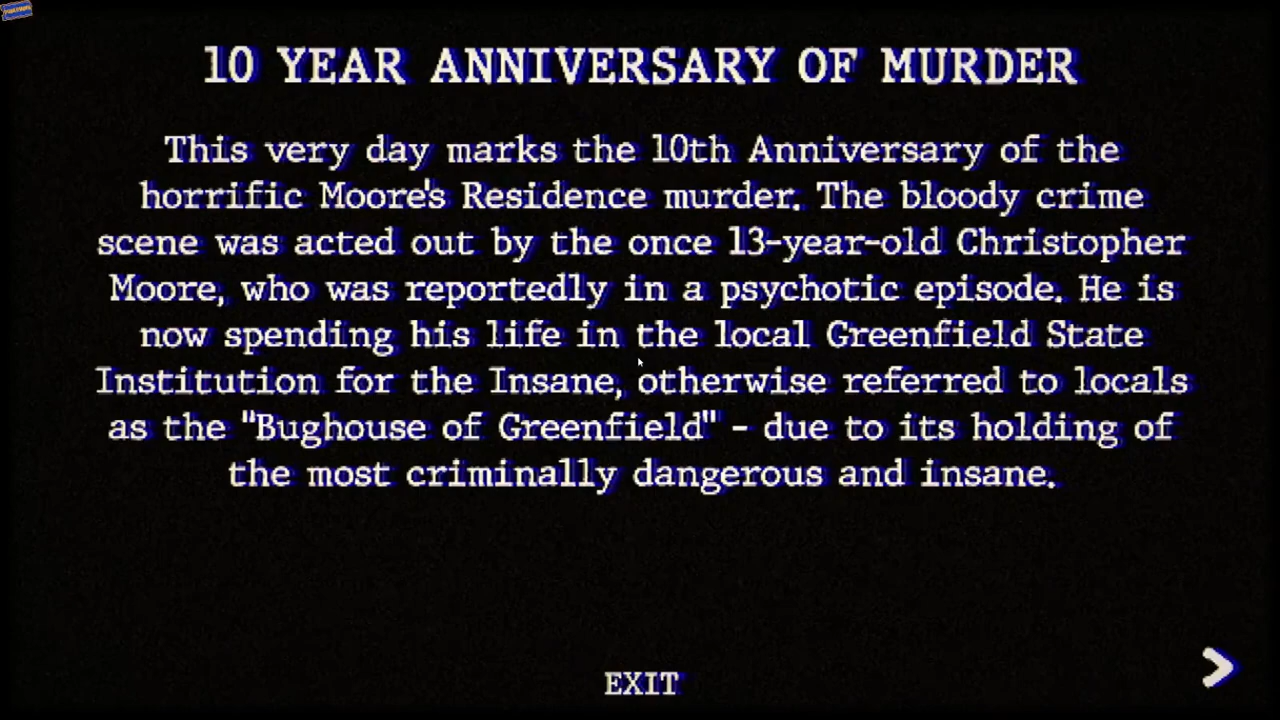 10 YEAR ANNIVERSARY OF MURDER
This very day marks the 10th Anniversary of the
horrific Moore's Residence murder. The bloody crime
scene was acted out by the once 13-year-old Christopher
Moore, who was reportedly in a psychotic episode. He is
now spending his life in the local Greenfield State
Institution for the Insane, otherwise referred to locals
as the "Bughouse of Greenfield" - due to its holding of
the most criminally dangerous and insane.
EXIT